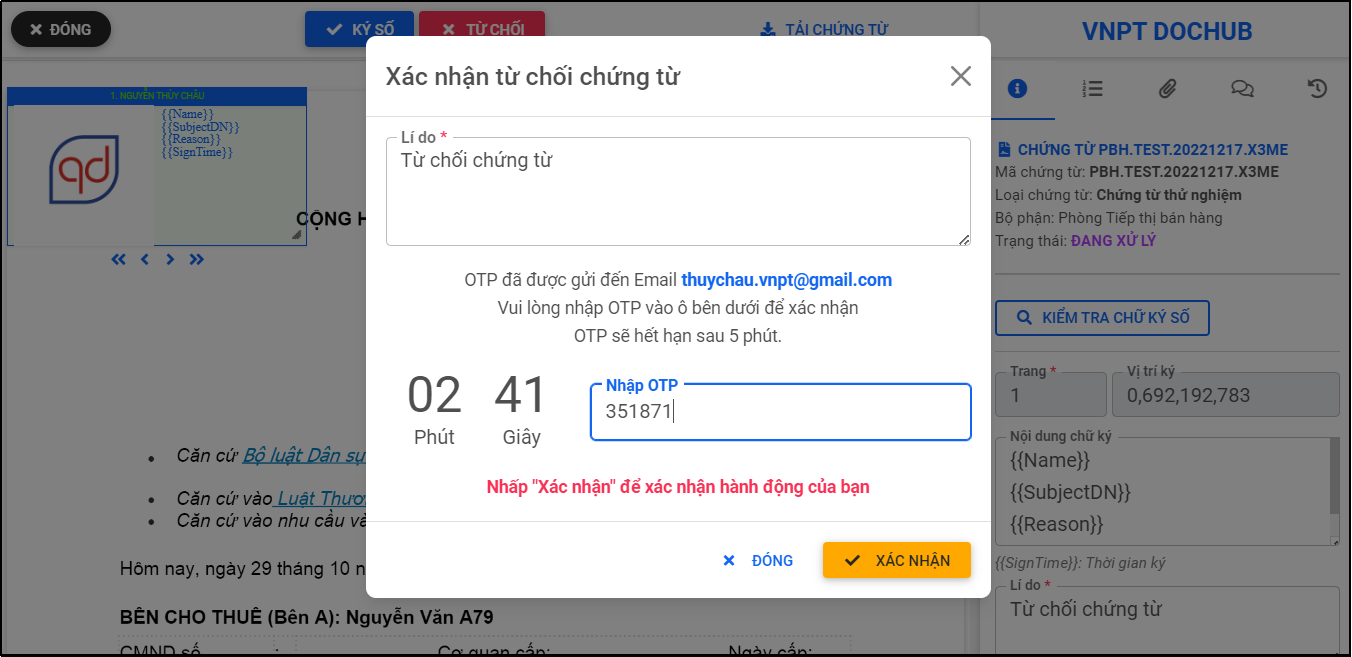 ĐÓNG
KÝ SỐ
TỪ CHỐI
TẢI CHỨNG TỪ
VNPT DOCHUB
1. NGUYỄN THÙY CHÂU
{{Name}}
{{SubjectDN}}
{{Reason}}
{{SignTime}}
qd
CỘNG H
Căn cứ Bộ luật Dân sự
Căn cứ vào Luật Thươ
Căn cứ vào nhu cầu và
Hôm nay, ngày 29 tháng 10 n
BÊN CHO THUÊ (Bên A): Nguyễn Văn A79
CMND số : Cơ quan cấp: Ngày cấp:
Xác nhận từ chối chứng từ
Lí do *
Từ chối chứng từ
OTP đã được gửi đến Email thuychau.vnpt@gmail.com
Vui lòng nhập OTP vào ô bên dưới để xác nhận
OTP sẽ hết hạn sau 5 phút.
02 41
Phút Giây
Nhập OTP
351871
Nhấp "Xác nhận" để xác nhận hành động của bạn
ĐÓNG
XÁC NHẬN
CHỨNG TỪ PBH.TEST.20221217.X3ME
Mã chứng từ: PBH.TEST.20221217.X3ME
Loại chứng từ: Chứng từ thử nghiệm
Bộ phận: Phòng Tiếp thị bán hàng
Trạng thái: ĐANG XỬ LÝ
KIỂM TRA CHỮ KÝ SỐ
Trang *
1
Vị trí ký
0,692,192,783
Nội dung chữ ký
{{Name}}
{{SubjectDN}}
{{Reason}}
{{SignTime}}: Thời gian ký
Lí do *
Từ chối chứng từ